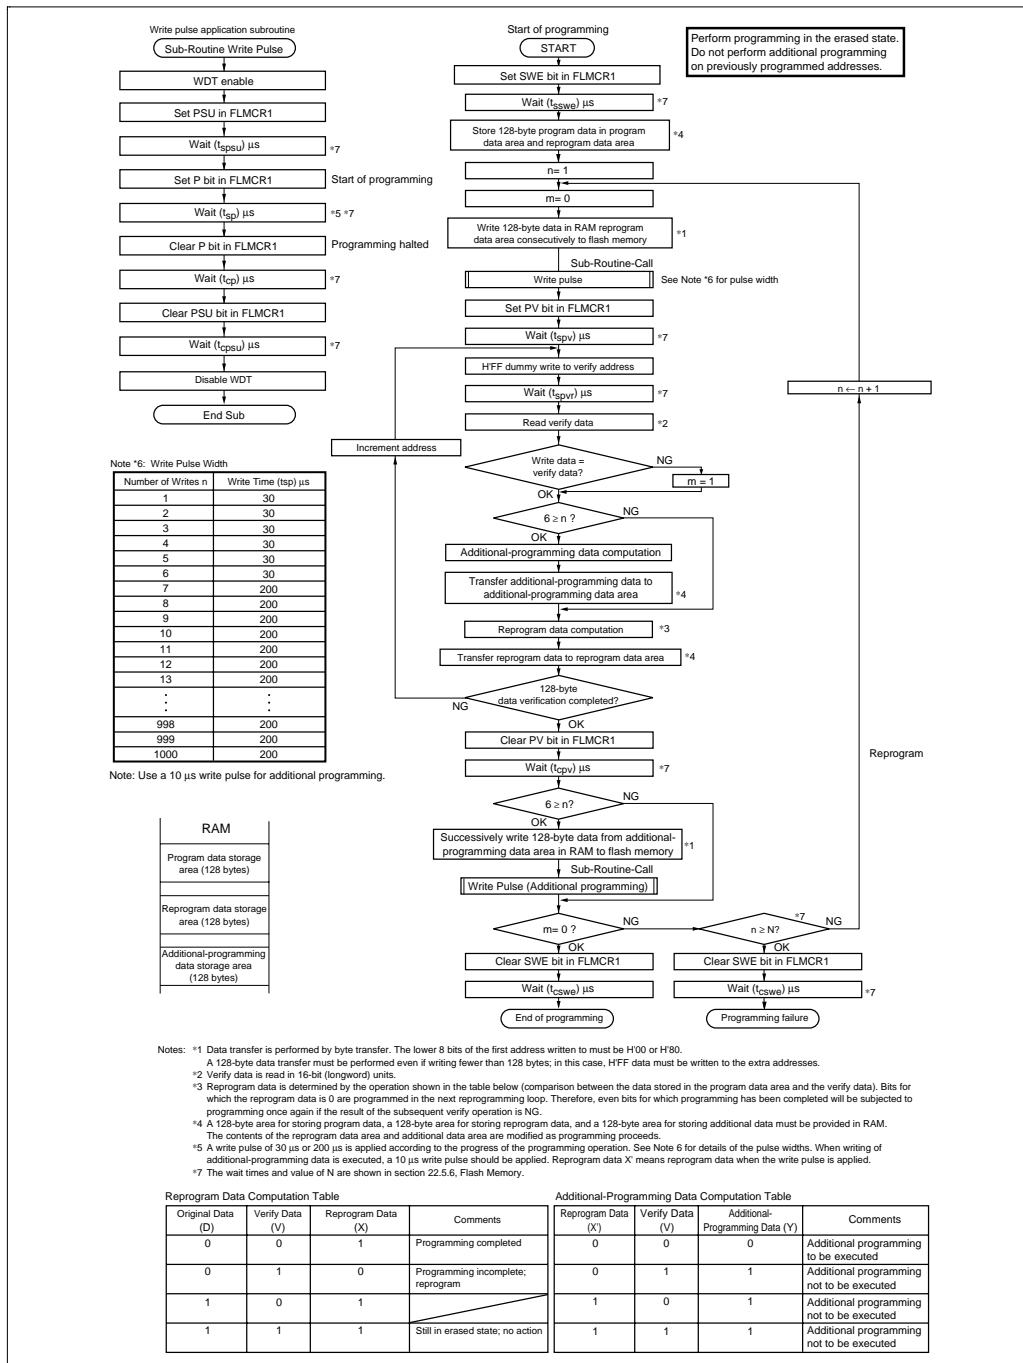 Write pulse application subroutine
Sub-Routine Write Pulse
WDT enable
Set PSU in FLMCR1
Wait (tspsu) μs
*7
Set P bit in FLMCR1
Start of programming
Wait (tsp) μs
*5 *7
Clear P bit in FLMCR1
Programming halted
Wait (tcp) μs
*7
Clear PSU bit in FLMCR1
Wait (tcpsu) μs
*7
Disable WDT
End Sub
Note *6: Write Pulse Width
Number of Writes n Write Time (tsp) μs
1 30
2 30
3 30
4 30
5 30
6 30
7 200
8 200
9 200
10 200
11 200
12 200
13 200
998 200
999 200
1000 200
Note: Use a 10 μs write pulse for additional programming.
RAM
Program data storage
area (128 bytes)
Reprogram data storage
area (128 bytes)
Additional-programming
data storage area
(128 bytes)
Start of programming
START
Perform programming in the erased state.
Do not perform additional programming
on previously programmed addresses.
Set SWE bit in FLMCR1
Wait (tsswe) μs
*7
Store 128-byte program data in program
data area and reprogram data area
*4
n= 1
m= 0
Write 128-byte data in RAM reprogram
data area consecutively to flash memory
*1
Sub-Routine-Call
Write pulse
See Note *6 for pulse width
Set PV bit in FLMCR1
Wait (tspv) μs
*7
H'FF dummy write to verify address
Wait (tspvr) μs
*7
Read verify data
*2
Increment address
Write data =
verify data?
NG
m = 1
OK
6 ≥ n ?
NG
OK
Additional-programming data computation
Transfer additional-programming data to
additional-programming data area
*4
Reprogram data computation
*3
Transfer reprogram data to reprogram data area
*4
128-byte
data verification completed?
NG
OK
Clear PV bit in FLMCR1
Wait (tcpv) μs
*7
6 ≥ n?
NG
OK
Successively write 128-byte data from additional-
programming data area in RAM to flash memory
*1
Sub-Routine-Call
Write Pulse (Additional programming)
m= 0 ?
NG
OK
Clear SWE bit in FLMCR1
Wait (tcswe) μs
End of programming
n ≥ N?
*7
NG
OK
Clear SWE bit in FLMCR1
Wait (tcswe) μs
*7
Programming failure
n ← n + 1
Reprogram
Notes: *1 Data transfer is performed by byte transfer. The lower 8 bits of the first address written to must be H'00 or H'80.
A 128-byte data transfer must be performed even if writing fewer than 128 bytes; in this case, H'FF data must be written to the extra addresses.
*2 Verify data is read in 16-bit (longword) units.
*3 Reprogram data is determined by the operation shown in the table below (comparison between the data stored in the program data area and the verify data). Bits for
which the reprogram data is 0 are programmed in the next reprogramming loop. Therefore, even bits for which programming has been completed will be subjected to
programming once again if the result of the subsequent verify operation is NG.
*4 A 128-byte area for storing program data, a 128-byte area for storing reprogram data, and a 128-byte area for storing additional data must be provided in RAM.
The contents of the reprogram data area and additional data area are modified as programming proceeds.
*5 A write pulse of 30 μs or 200 μs is applied according to the progress of the programming operation. See Note 6 for details of the pulse widths. When writing of
additional-programming data is executed, a 10 μs write pulse should be applied. Reprogram data X' means reprogram data when the write pulse is applied.
*7 The wait times and value of N are shown in section 22.5.6, Flash Memory.
Reprogram Data Computation Table
Original Data Verify Data Reprogram Data Comments
(D) (V) (X)
0 0 1 Programming completed
0 1 0 Programming incomplete;
reprogram
1 0 1
1 1 1 Still in erased state; no action
Additional-Programming Data Computation Table
Reprogram Data Verify Data Additional- Comments
(X') (V) Programming Data (Y)
0 0 0 Additional programming
to be executed
0 1 1 Additional programming
not to be executed
1 0 1 Additional programming
not to be executed
1 1 1 Additional programming
not to be executed